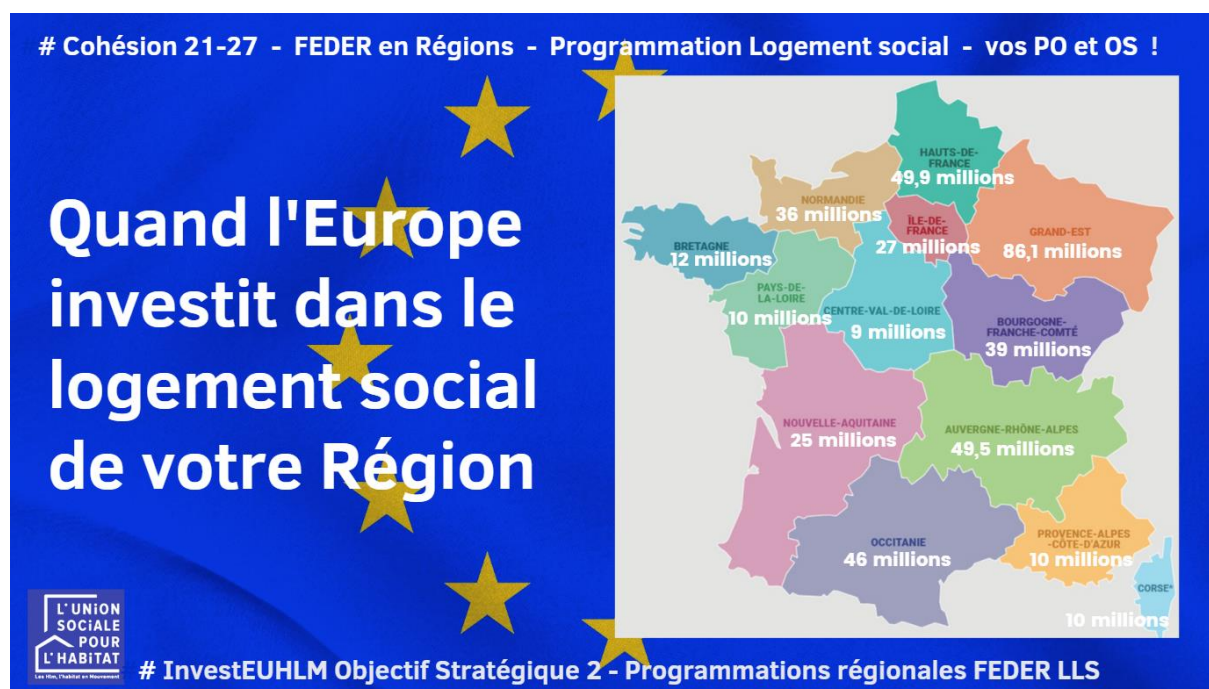 # Cohésion 21-27 - FEDER en Régions - Programmation Logement social - vos PO et OS !
Quand l'Europe
investit dans le
logement social
de votre Région
HAUTS-DE-
FRANCE
49,9 millions
NORMANDIE
36 millions
ÎLE-DE-
FRANCE
27 millions
GRAND-EST
86,1 millions
BRETAGNE
12 millions
PAYS-DE-
LA-LOIRE
10 millions
CENTRE-VAL-DE-LOIRE
9 millions
BOURGOGNE-
FRANCHE-COMTÉ
39 millions
NOUVELLE-AQUITAINE
25 millions
AUVERGNE-RHÔNE-ALPES
49,5 millions
OCCITANIE
46 millions
PROVENCE-ALPES
-CÔTE-D'AZUR
10 millions
CORSE*
10 millions
L'UNiON
SOCiALE
POUR
L'HABITAT
Les Hlm, l'habitat en Mouvement
# InvestEUHLM Objectif Stratégique 2 - Programmations régionales FEDER LLS